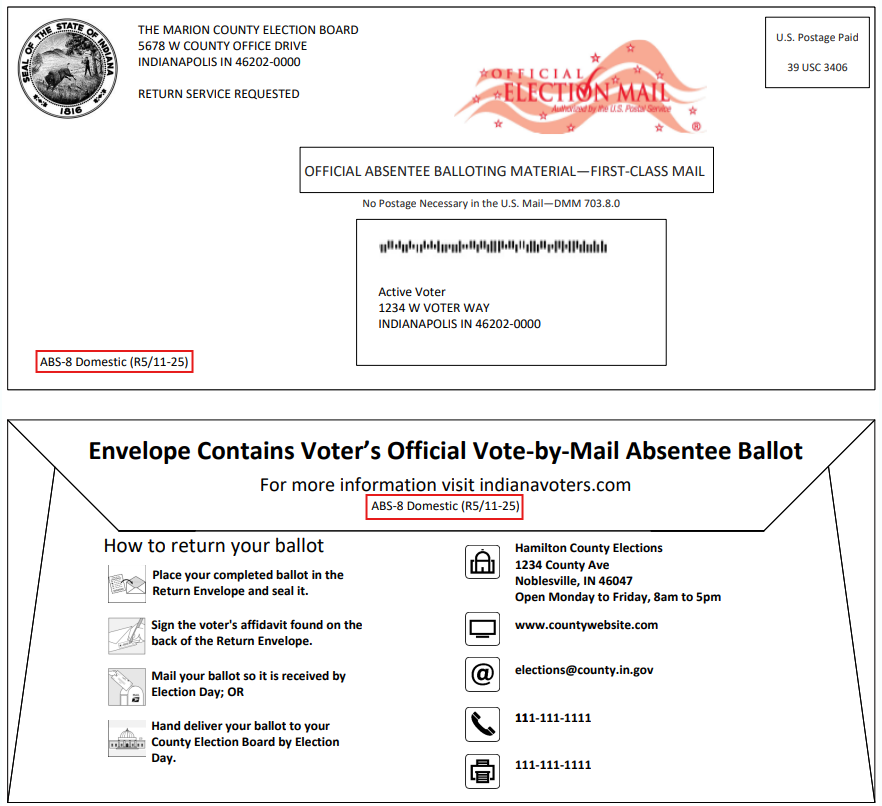 SEAL OF THE STATE OF INDIANA
1816
THE MARION COUNTY ELECTION BOARD
5678 W COUNTY OFFICE DRIVE
INDIANAPOLIS IN 46202-0000
RETURN SERVICE REQUESTED
OFFICIAL
ELECTION MAIL
Authorized by the U.S. Postal Service
®
U.S. Postage Paid
39 USC 3406
OFFICIAL ABSENTEE BALLOTING MATERIAL—FIRST-CLASS MAIL
No Postage Necessary in the U.S. Mail—DMM 703.8.0
Active Voter
1234 W VOTER WAY
INDIANAPOLIS IN 46202-0000
ABS-8 Domestic (R5/11-25)
Envelope Contains Voter's Official Vote-by-Mail Absentee Ballot
For more information visit indianavoters.com
ABS-8 Domestic (R5/11-25)
How to return your ballot
Place your completed ballot in the
Return Envelope and seal it.
Sign the voter's affidavit found on the
back of the Return Envelope.
Mail your ballot so it is received by
Election Day; OR
Hand deliver your ballot to your
County Election Board by Election
Day.
Hamilton County Elections
1234 County Ave
Noblesville, IN 46047
Open Monday to Friday, 8am to 5pm
www.countywebsite.com
@
elections@county.in.gov
111-111-1111
111-111-1111